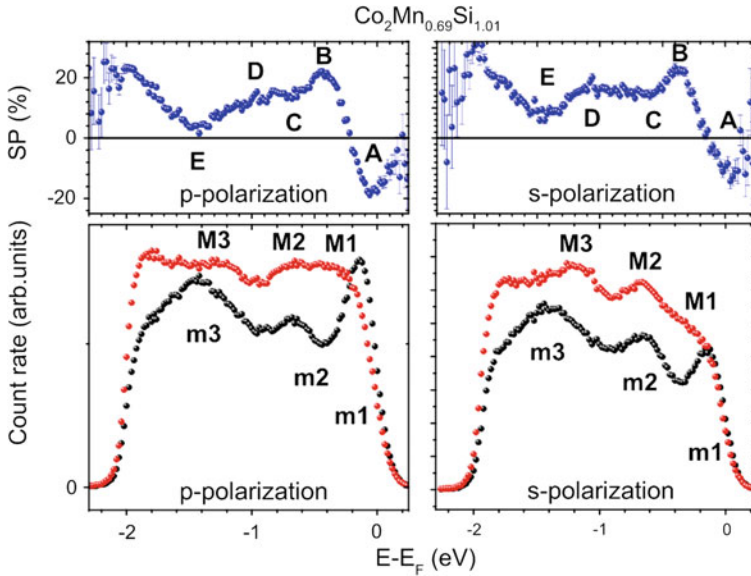 Co₂Mn₀.₆₉Si₁.₀₁
SP (%)
20
0
-20
B
D
C
E
A
p-polarization
B
E
D
C
A
s-polarization
Count rate (arb.units)
0
M3 M2 M1
m3
m2
m1
p-polarization
M3
M2
M1
m3
m2
m1
s-polarization
-2 -1 0 -2 -1 0
E-E_F (eV)